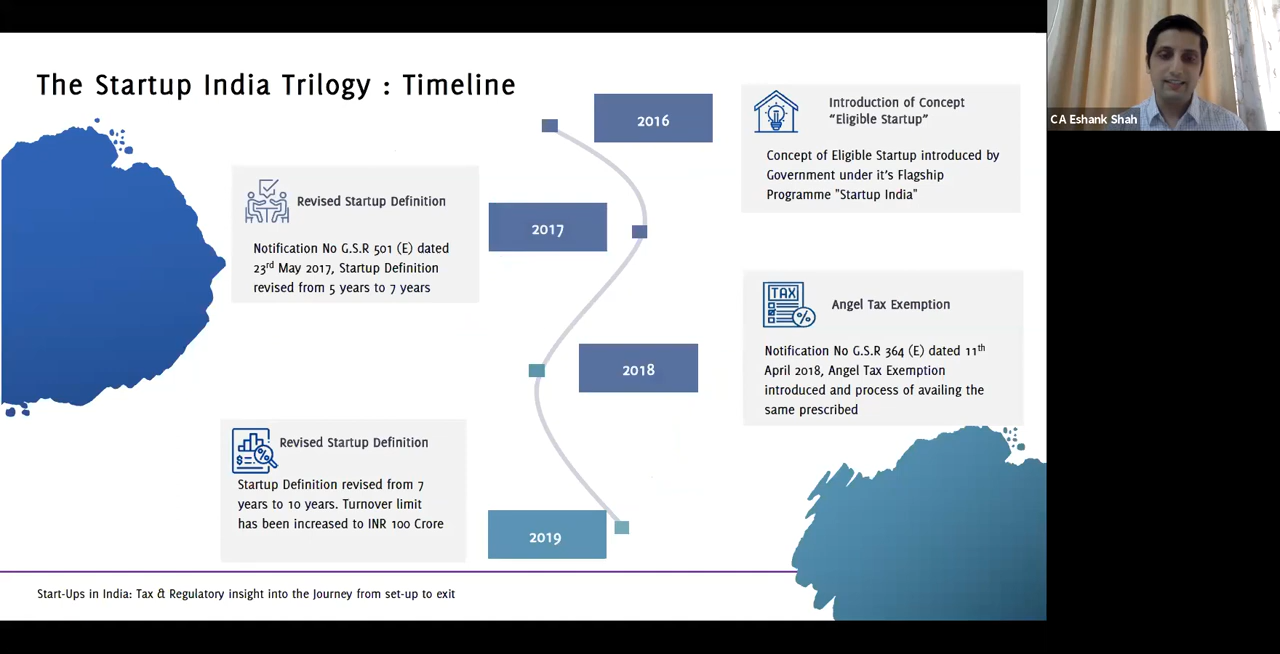 The Startup India Trilogy : Timeline
2016
Introduction of Concept
“Eligible Startup”
Concept of Eligible Startup introduced by
Government under it’s Flagship
Programme "Startup India"
CA Eshank Shah
Revised Startup Definition
Notification No G.S.R 501 (E) dated
23rd May 2017, Startup Definition
revised from 5 years to 7 years
2017
TAX
Angel Tax Exemption
Notification No G.S.R 364 (E) dated 11th
April 2018, Angel Tax Exemption
introduced and process of availing the
same prescribed
2018
Revised Startup Definition
Startup Definition revised from 7
years to 10 years. Turnover limit
has been increased to INR 100 Crore
2019
Start-Ups in India: Tax & Regulatory insight into the Journey from set-up to exit